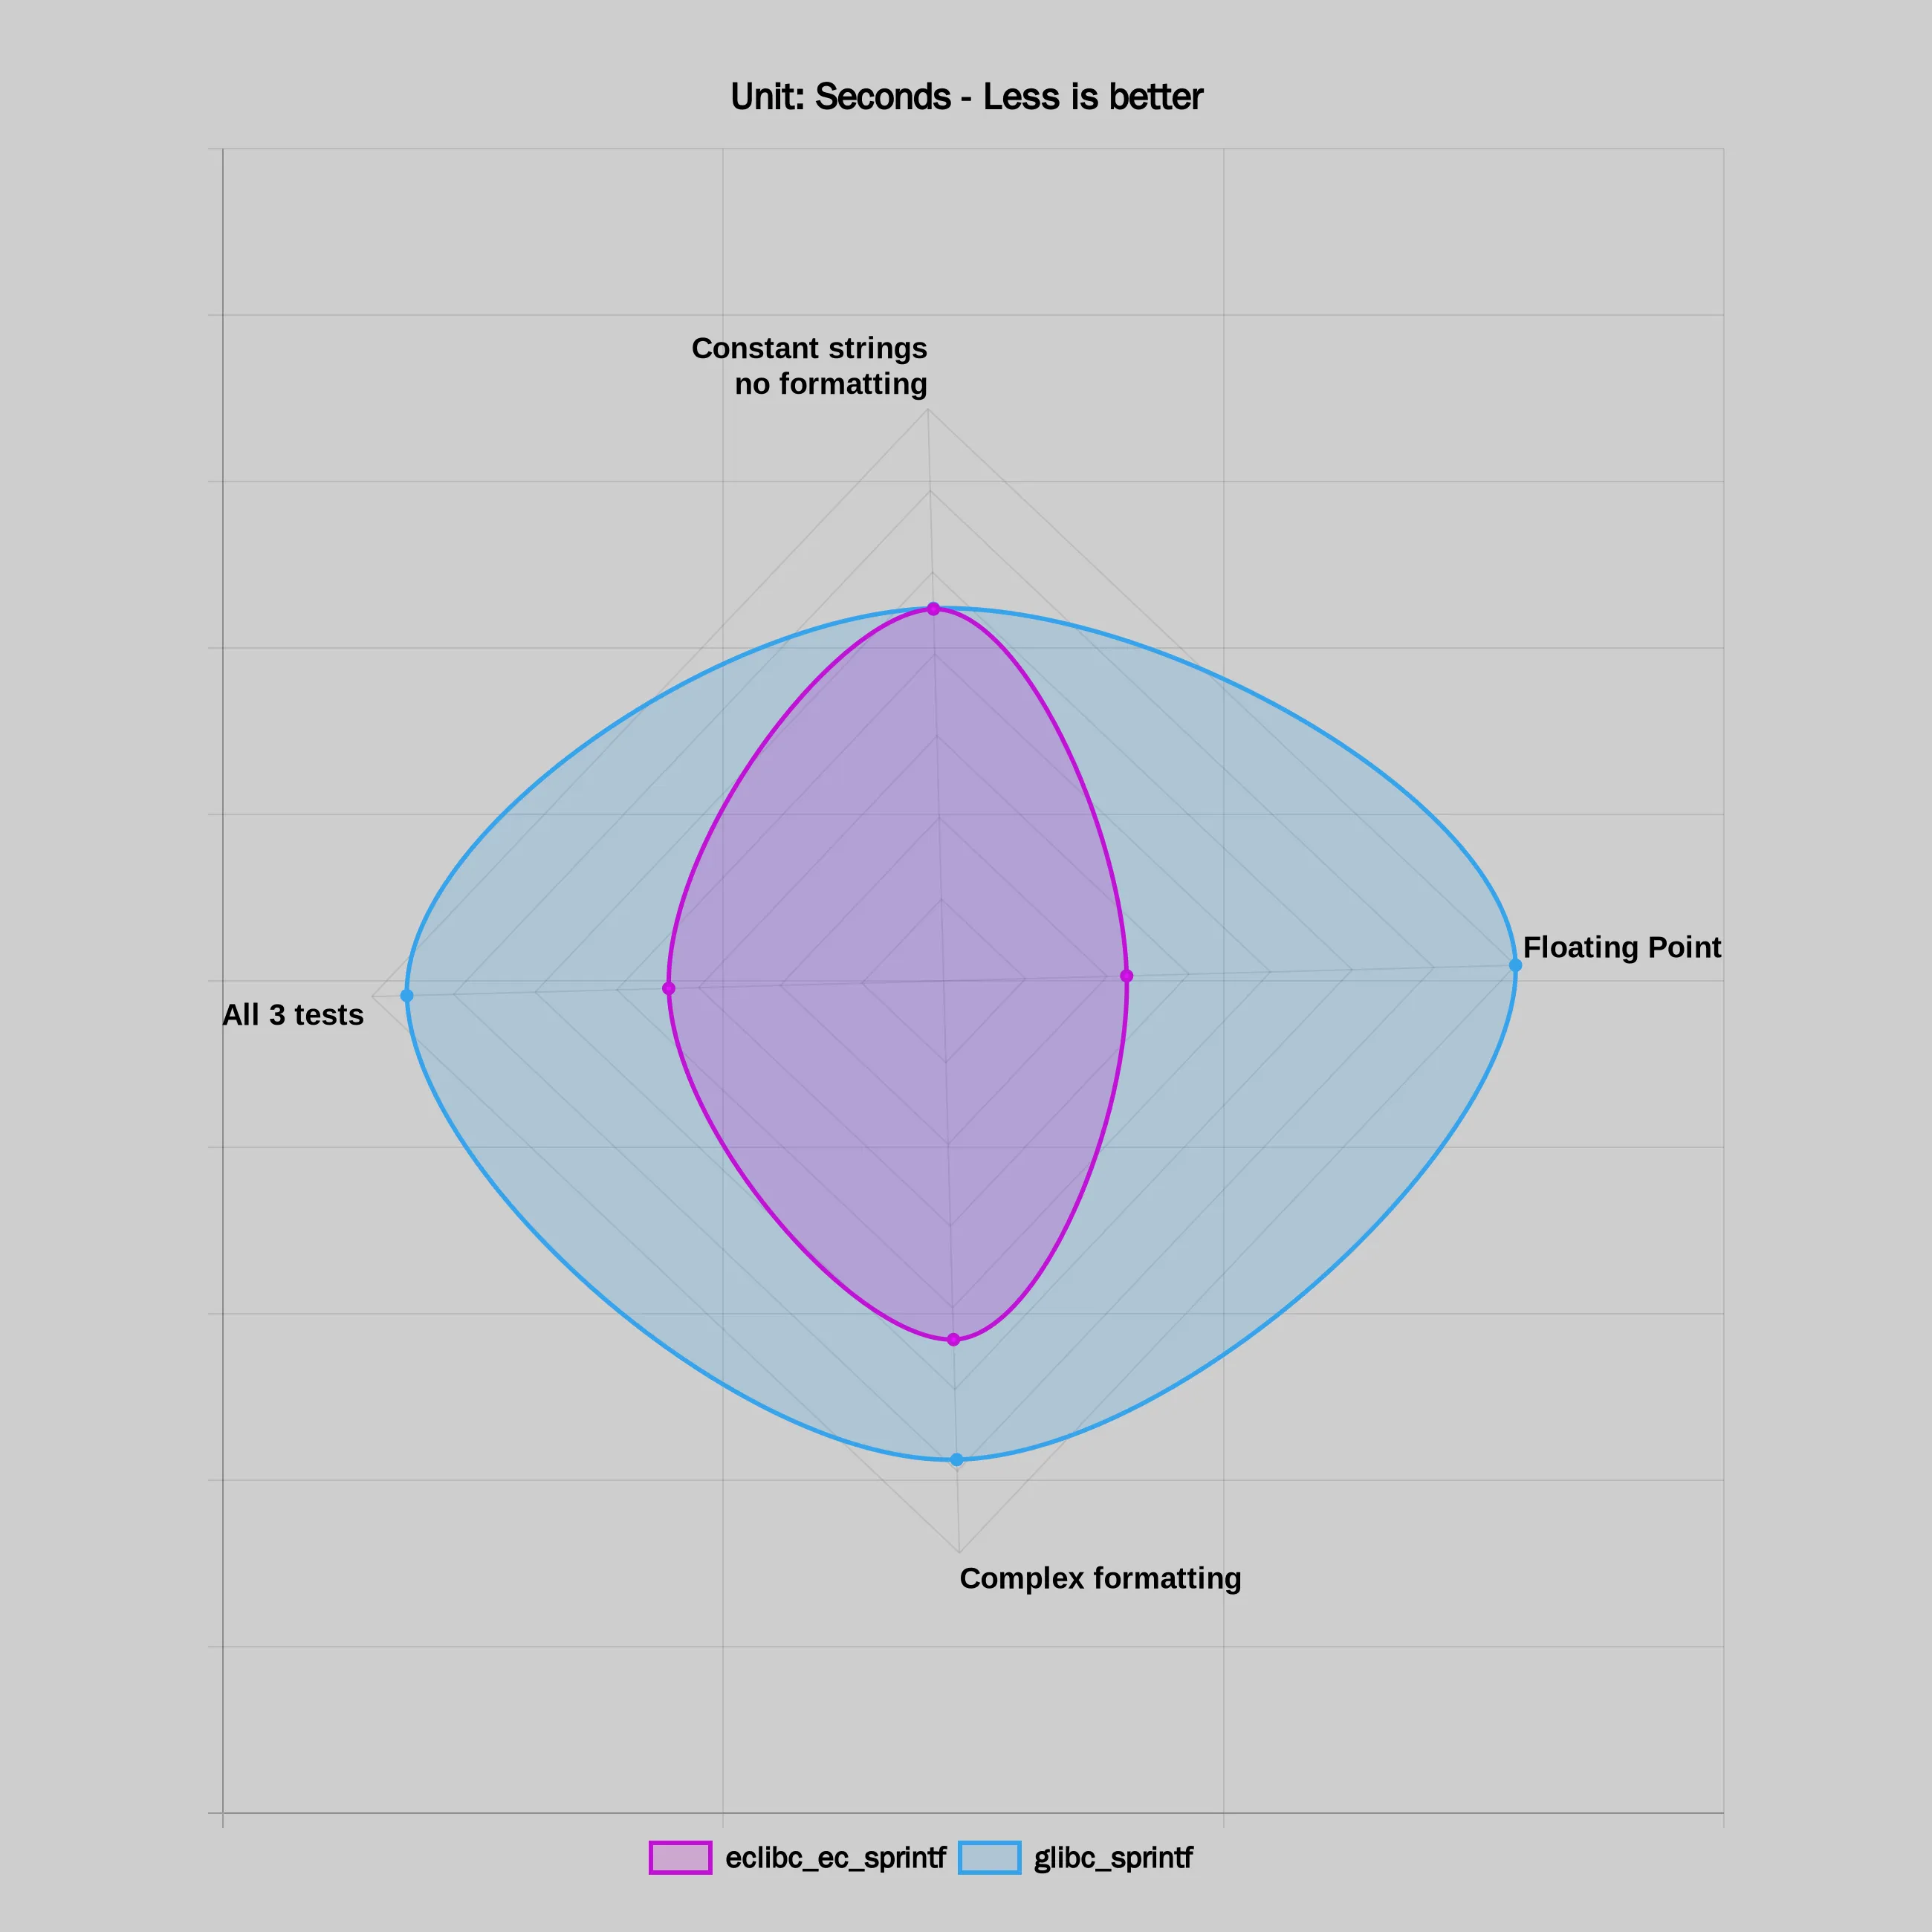 Unit: Seconds - Less is better
Constant strings
no formatting
Floating Point
All 3 tests
Complex formatting
eclibc_ec_sprintf
glibc_sprintf